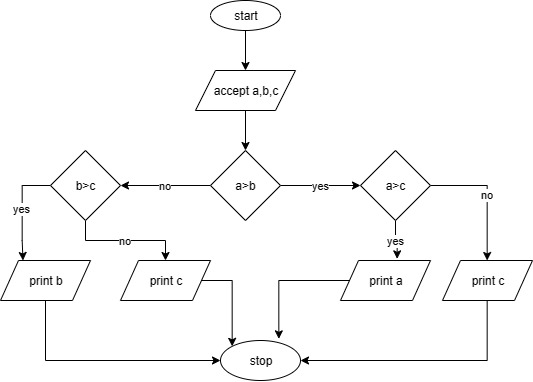 start
accept a,b,c
b>c
no
a>b
yes
a>c
yes
no
no
yes
print b
print c
print a
print c
stop